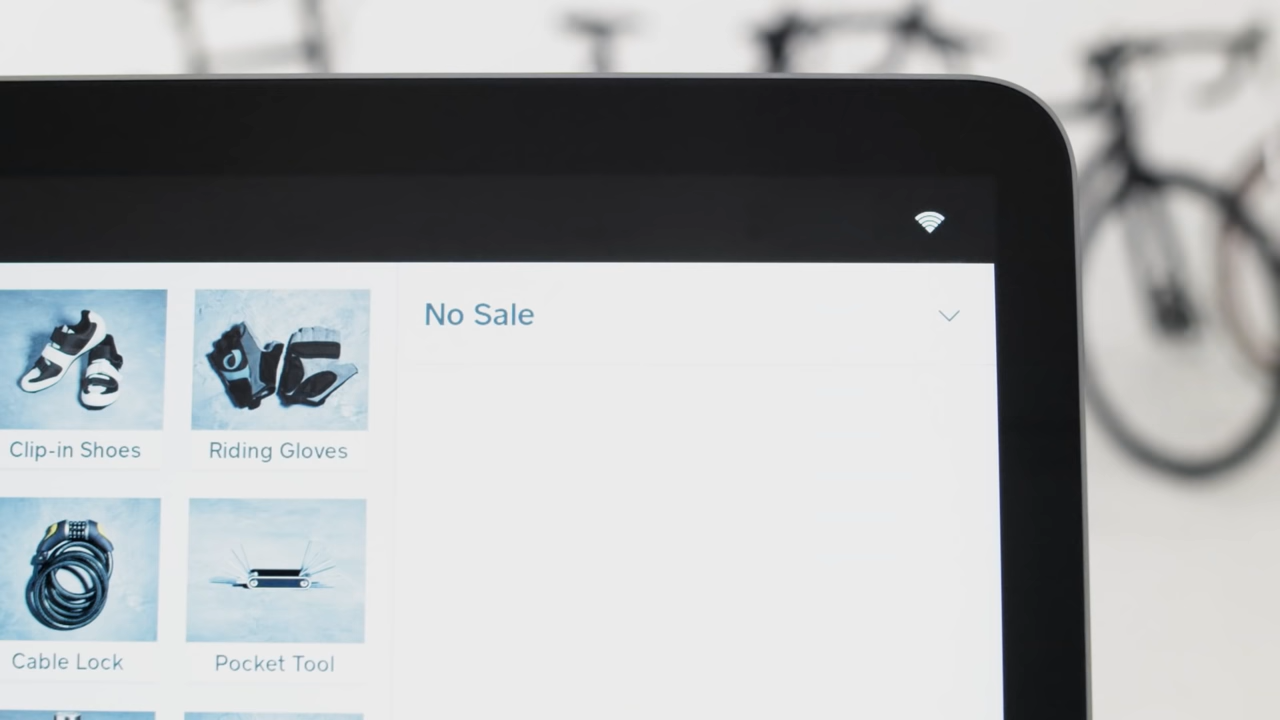 No Sale
Clip-in Shoes
Riding Gloves
Cable Lock
Pocket Tool